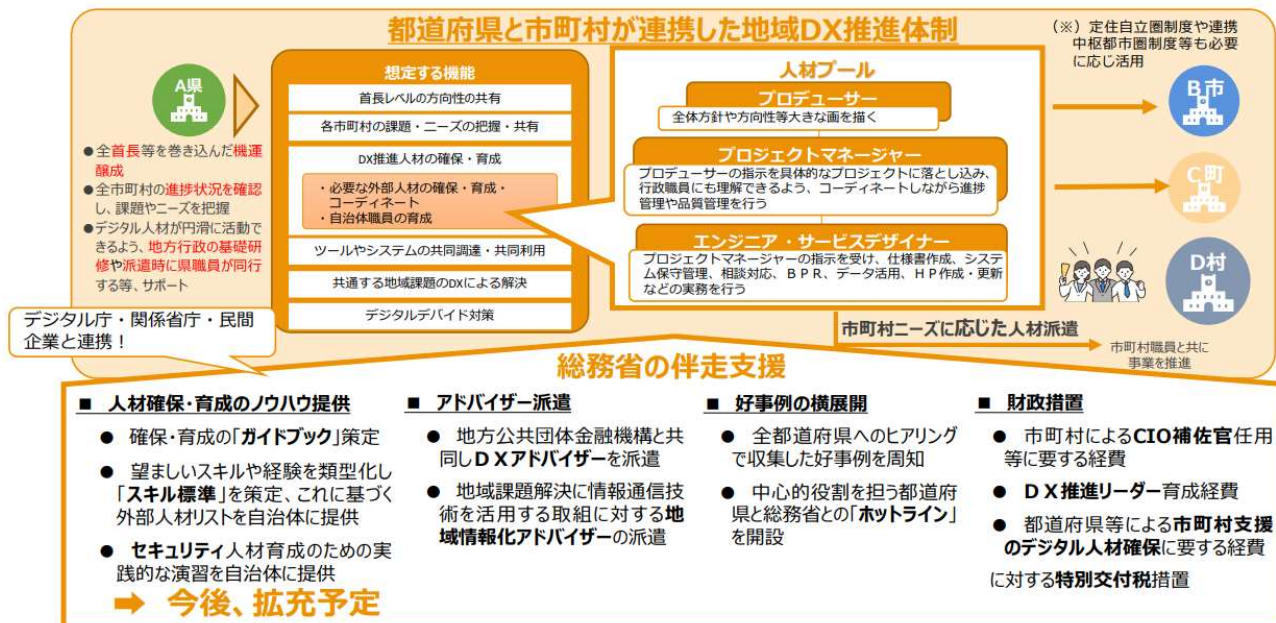 都道府県と市町村が連携した地域DX推進体制
(※)定住自立圏制度や連携
中枢都市圏制度等も必要
に応じ活用
A県
●全首長等を巻き込んだ機運
醸成
●全市町村の進捗状況を確認
し、課題やニーズを把握
●デジタル人材が円滑に活動で
きるよう、地方行政の基礎研
修や派遣時に県職員が同行
する等、サポート
想定する機能
首長レベルの方向性の共有
各市町村の課題・ニーズの把握・共有
DX推進人材の確保・育成
・必要な外部人材の確保・育成・
コーディネート
・自治体職員の育成
ツールやシステムの共同調達・共同利用
共通する地域課題のDXによる解決
デジタルデバイド対策
人材プール
プロデューサー
全体方針や方向性等大きな画を描く
プロジェクトマネージャー
プロデューサーの指示を具体的なプロジェクトに落とし込み、
行政職員にも理解できるよう、コーディネートしながら進捗
管理や品質管理を行う
エンジニア・サービスデザイナー
プロジェクトマネージャーの指示を受け、仕様書作成、システ
ム保守管理、相談対応、BPR、データ活用、HP作成・更新
などの実務を行う
B市
C町
D村
市町村ニーズに応じた人材派遣
市町村職員と共に
事業を推進
デジタル庁・関係省庁・民間
企業と連携!
総務省の伴走支援
■ 人材確保・育成のノウハウ提供
● 確保・育成の「ガイドブック」策定
● 望ましいスキルや経験を類型化し
「スキル標準」を策定、これに基づく
外部人材リストを自治体に提供
● セキュリティ人材育成のための実
践的な演習を自治体に提供
➡ 今後、拡充予定
■ アドバイザー派遣
● 地方公共団体金融機構と共
同しDXアドバイザーを派遣
● 地域課題解決に情報通信技
術を活用する取組に対する地
域情報化アドバイザーの派遣
■ 好事例の横展開
● 全都道府県へのヒアリング
で収集した好事例を周知
● 中心的役割を担う都道府
県と総務省との「ホットライン」
を開設
■ 財政措置
● 市町村によるCIO補佐官任用
等に要する経費
● DX推進リーダー育成経費
● 都道府県等による市町村支援
のデジタル人材確保に要する経費
に対する特別交付税措置